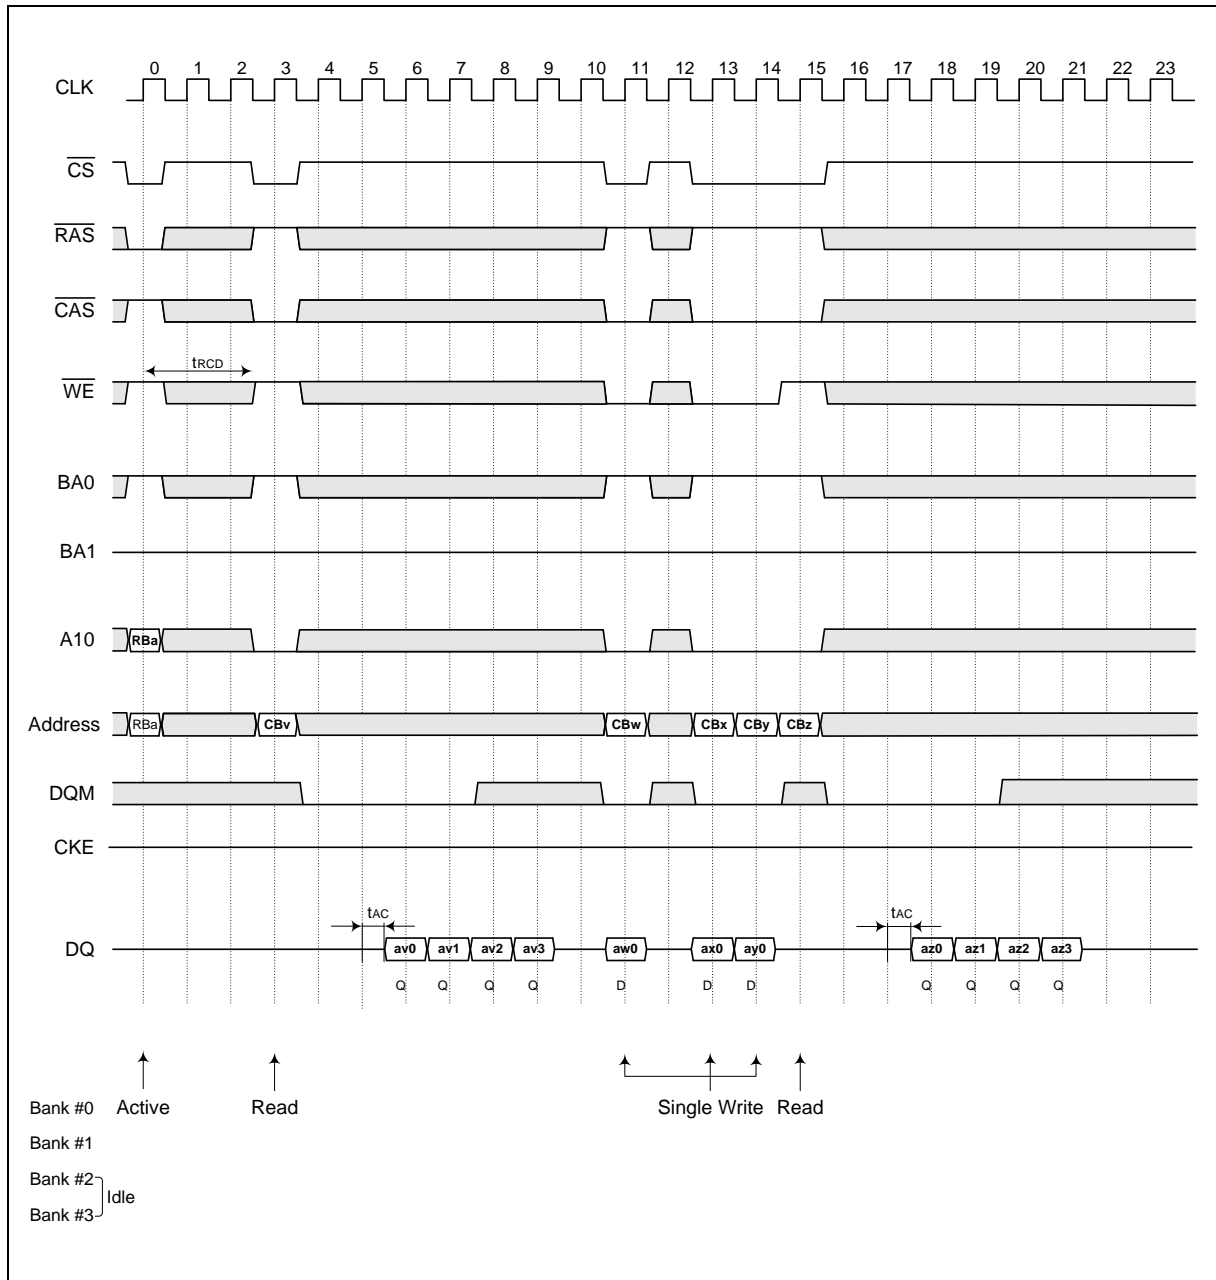 0 1 2 3 4 5 6 7 8 9 10 11 12 13 14 15 16 17 18 19 20 21 22 23
CLK
CS
RAS
CAS
tRCD
WE
BA0
BA1
A10 RBa
Address RBa CBv CBw CBx CBy CBz
DQM
CKE
tAC tAC
DQ av0 av1 av2 av3 aw0 ax0 ay0 az0 az1 az2 az3
Q Q Q Q D D D Q Q Q Q
Bank #0 Active Read Single Write Read
Bank #1
Bank #2
Idle
Bank #3